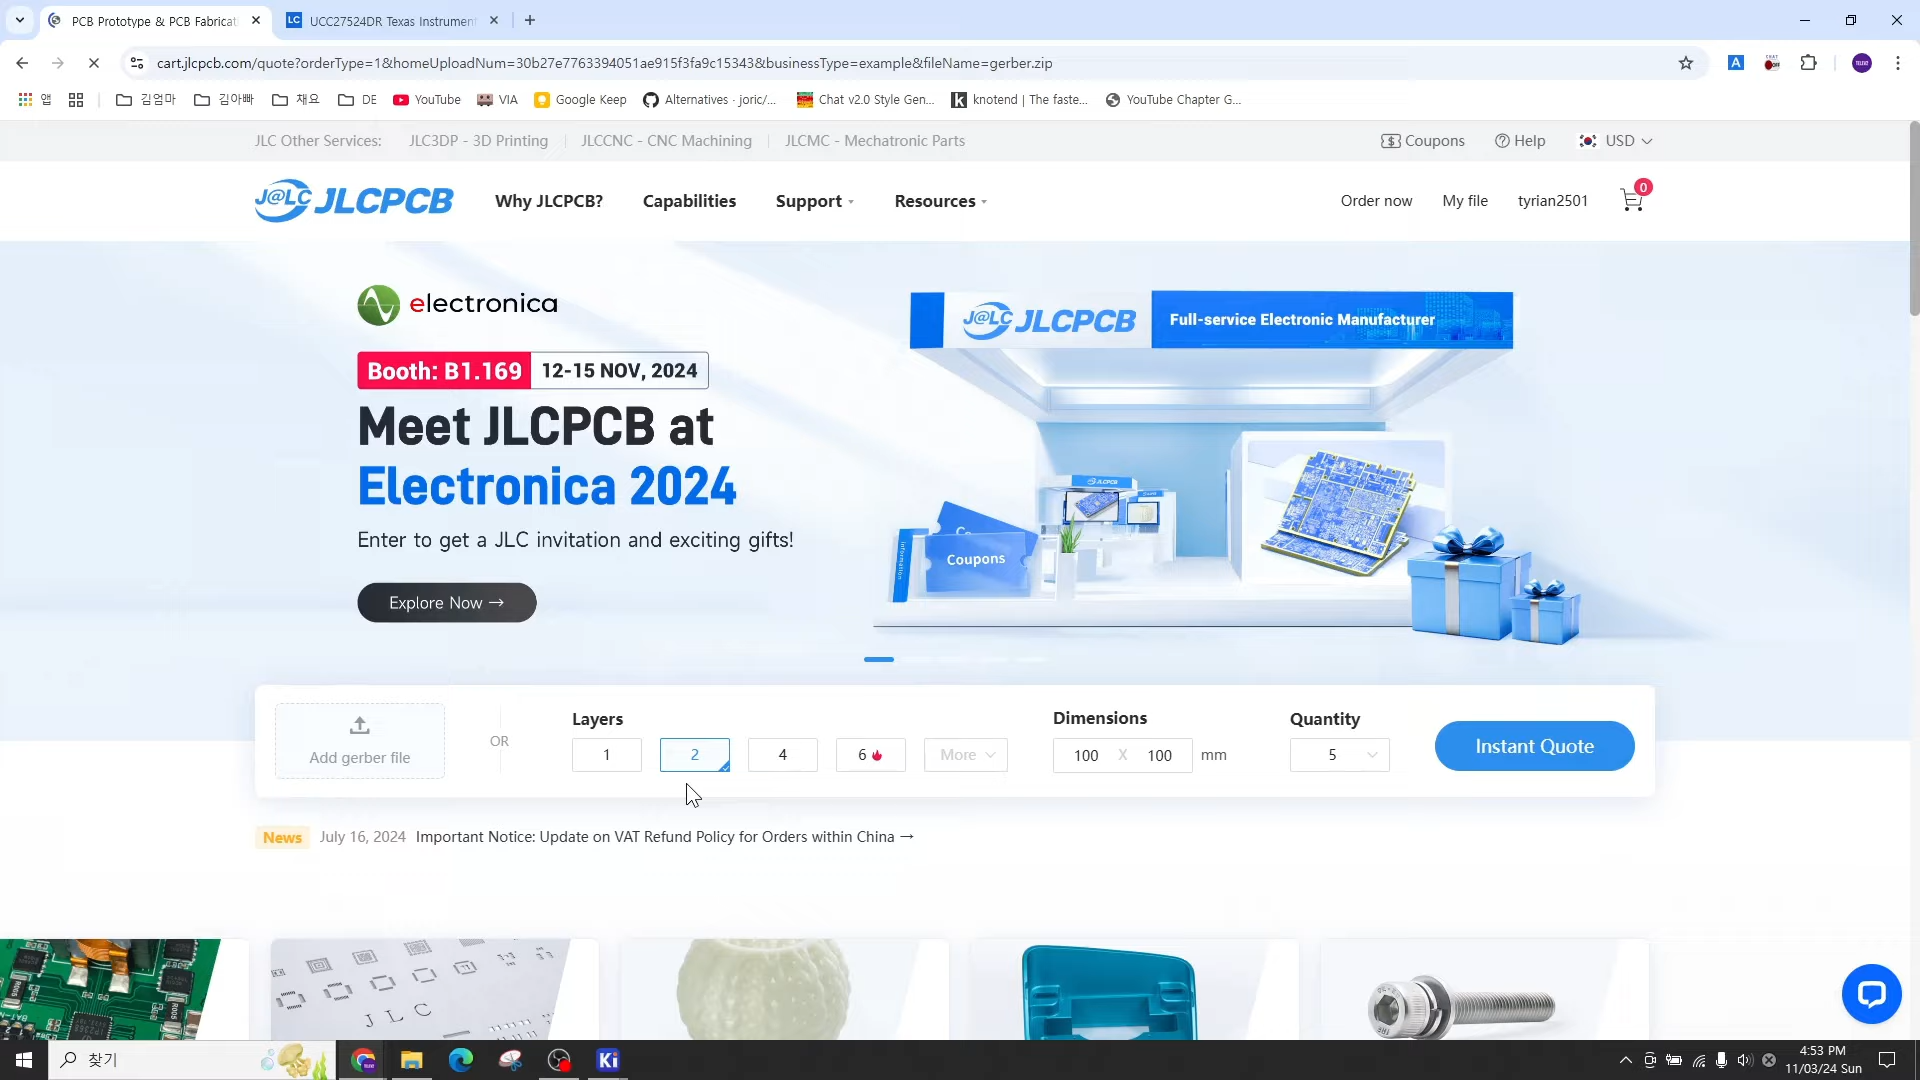 PCB Prototype & PCB Fabricat
UCC27524DR Texas Instrumen
cart.jlcpcb.com/quote?orderType=1&homeUploadNum=30b27e7763394051ae915f3fa9c15343&businessType=example&fileName=gerber.zip
앱 김엄마 김아빠 채요 DE YouTube VIA Google Keep Alternatives · joric/... Chat v2.0 Style Gen... knotend | The faste... YouTube Chapter G...
JLC Other Services: JLC3DP - 3D Printing JLCCNC - CNC Machining JLCMC - Mechatronic Parts
Coupons Help USD
J@LC JLCPCB
Why JLCPCB? Capabilities Support Resources
Order now My file tyrian2501 0
electronica
Booth: B1.169 12-15 NOV, 2024
Meet JLCPCB at
Electronica 2024
Enter to get a JLC invitation and exciting gifts!
Explore Now →
J@LC JLCPCB Full-service Electronic Manufacturer
JLCPCB
Coupons
Information
Add gerber file
OR
Layers
1 2 4 6 More
Dimensions
100 X 100 mm
Quantity
5
Instant Quote
News July 16, 2024 Important Notice: Update on VAT Refund Policy for Orders within China →
J L C
찾기
Ki
4:53 PM
11/03/24 Sun